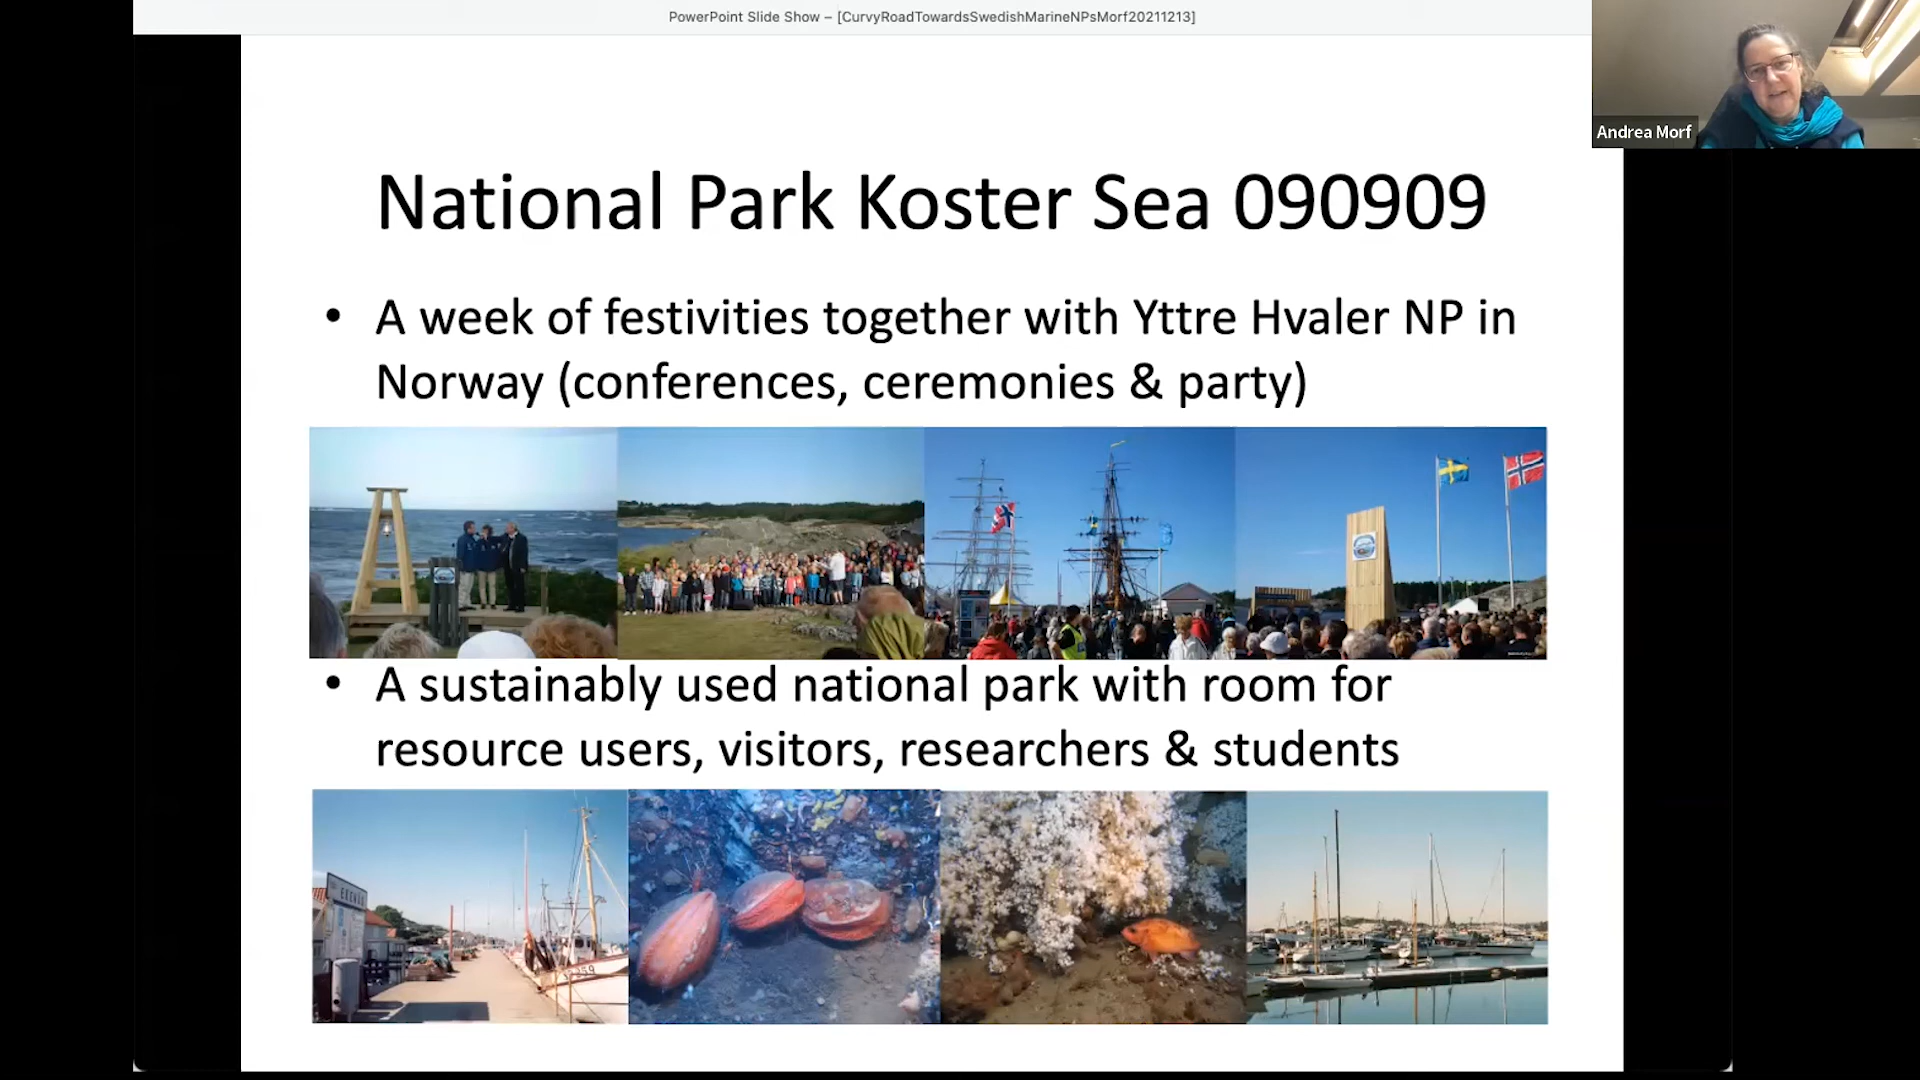 PowerPoint Slide Show – [CurvyRoadTowardsSwedishMarineNPsMorf20211213]
Andrea Morf
National Park Koster Sea 090909
• A week of festivities together with Yttre Hvaler NP in
Norway (conferences, ceremonies & party)
• A sustainably used national park with room for
resource users, visitors, researchers & students